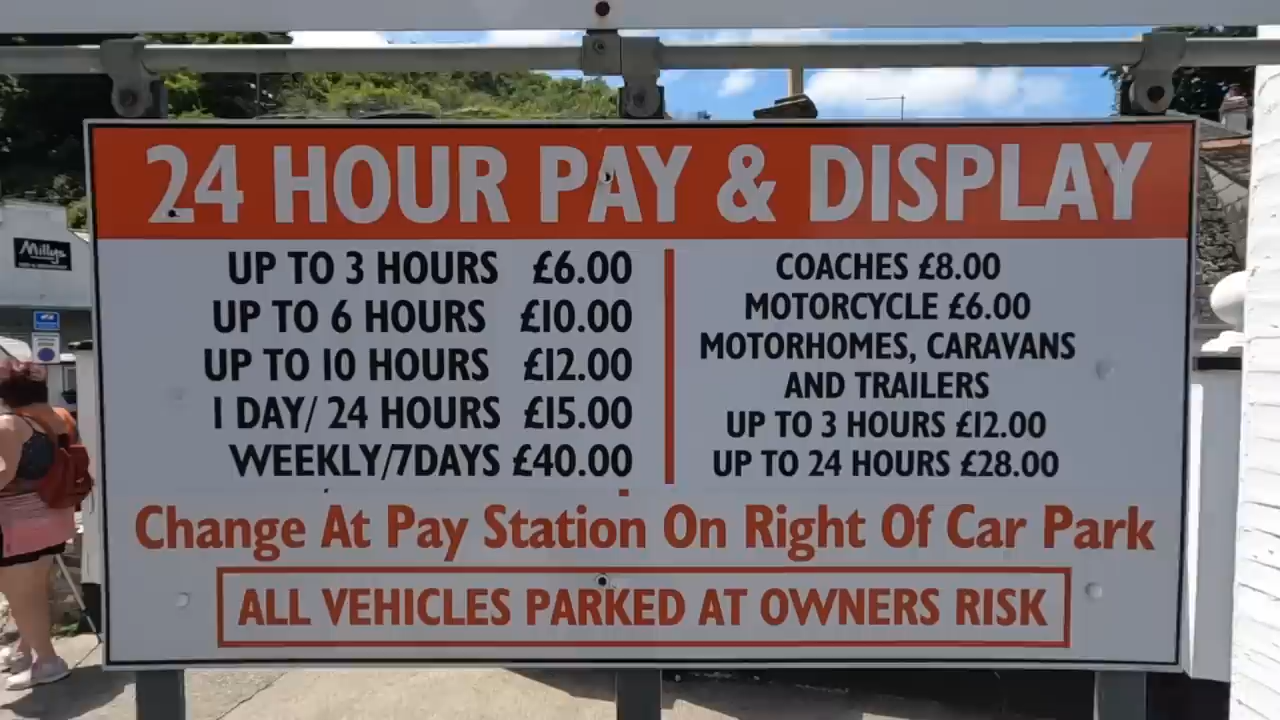 24 HOUR PAY & DISPLAY
UP TO 3 HOURS £6.00
UP TO 6 HOURS £10.00
UP TO 10 HOURS £12.00
1 DAY/ 24 HOURS £15.00
WEEKLY/7DAYS £40.00
COACHES £8.00
MOTORCYCLE £6.00
MOTORHOMES, CARAVANS
AND TRAILERS
UP TO 3 HOURS £12.00
UP TO 24 HOURS £28.00
Change At Pay Station On Right Of Car Park
ALL VEHICLES PARKED AT OWNERS RISK
Millys